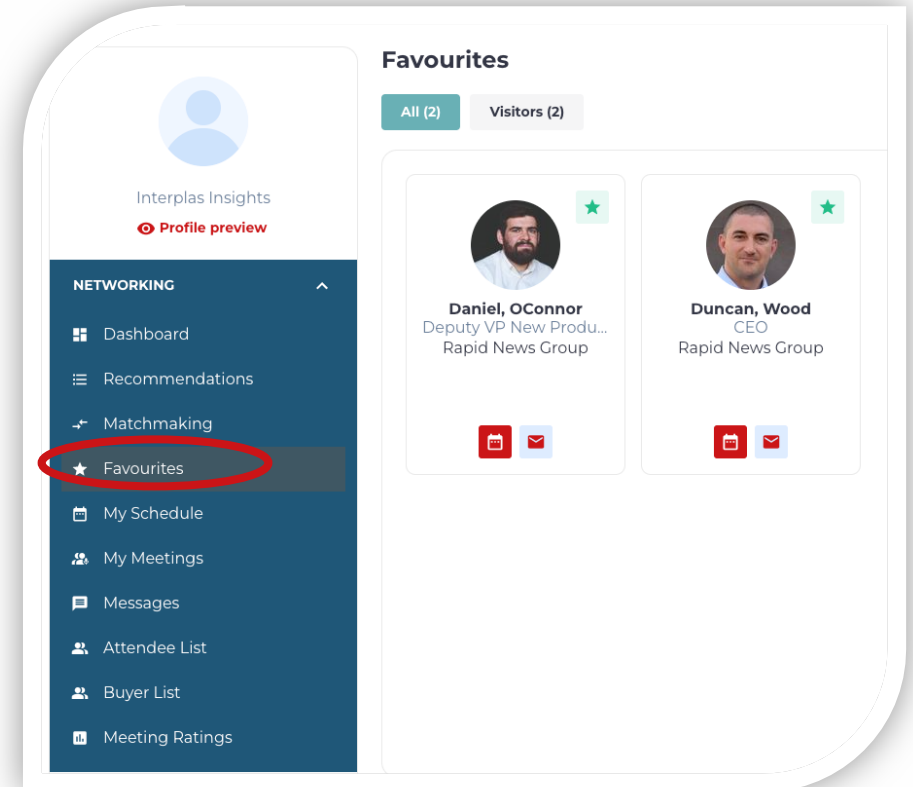 Interplas Insights
Profile preview
NETWORKING
Dashboard
Recommendations
Matchmaking
Favourites
My Schedule
My Meetings
Messages
Attendee List
Buyer List
Meeting Ratings
Favourites
All (2)
Visitors (2)
Daniel, OConnor
Deputy VP New Produ...
Rapid News Group
Duncan, Wood
CEO
Rapid News Group